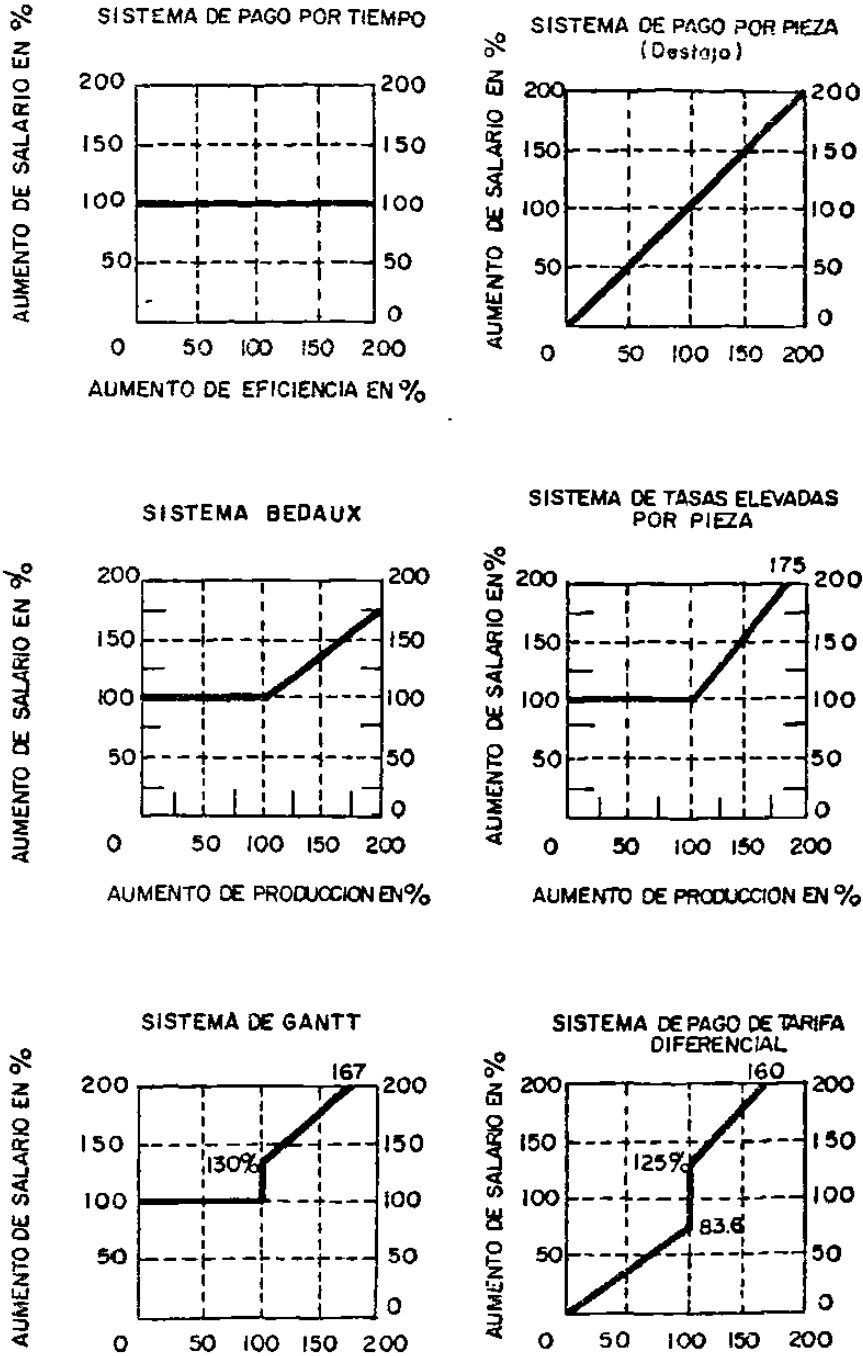 SISTEMA DE PAGO POR TIEMPO
AUMENTO DE SALARIO EN %
200
150
100
50
200
150
100
50
0
0 50 100 150 200
AUMENTO DE EFICIENCIA EN %
SISTEMA DE PAGO POR PIEZA
(Destajo)
AUMENTO DE SALARIO EN %
200
150
100
50
200
150
100
50
0
0 50 100 150 200
SISTEMA BEDAUX
AUMENTO DE SALARIO EN %
200
150
100
50
200
150
100
50
0
0 50 100 150 200
AUMENTO DE PRODUCCION EN %
SISTEMA DE TASAS ELEVADAS
POR PIEZA
175
AUMENTO DE SALARIO EN %
200
150
100
50
200
150
100
50
0
0 50 100 150 200
AUMENTO DE PRODUCCION EN %
SISTEMA DE GANTT
167
AUMENTO DE SALARIO EN %
200
150
100
50
130%
200
150
100
50
0
0 50 100 150 200
SISTEMA DE PAGO DE TARIFA
DIFERENCIAL
160
AUMENTO DE SALARIO EN %
200
150
100
50
125%
83.6
200
150
100
50
0
0 50 100 150 200